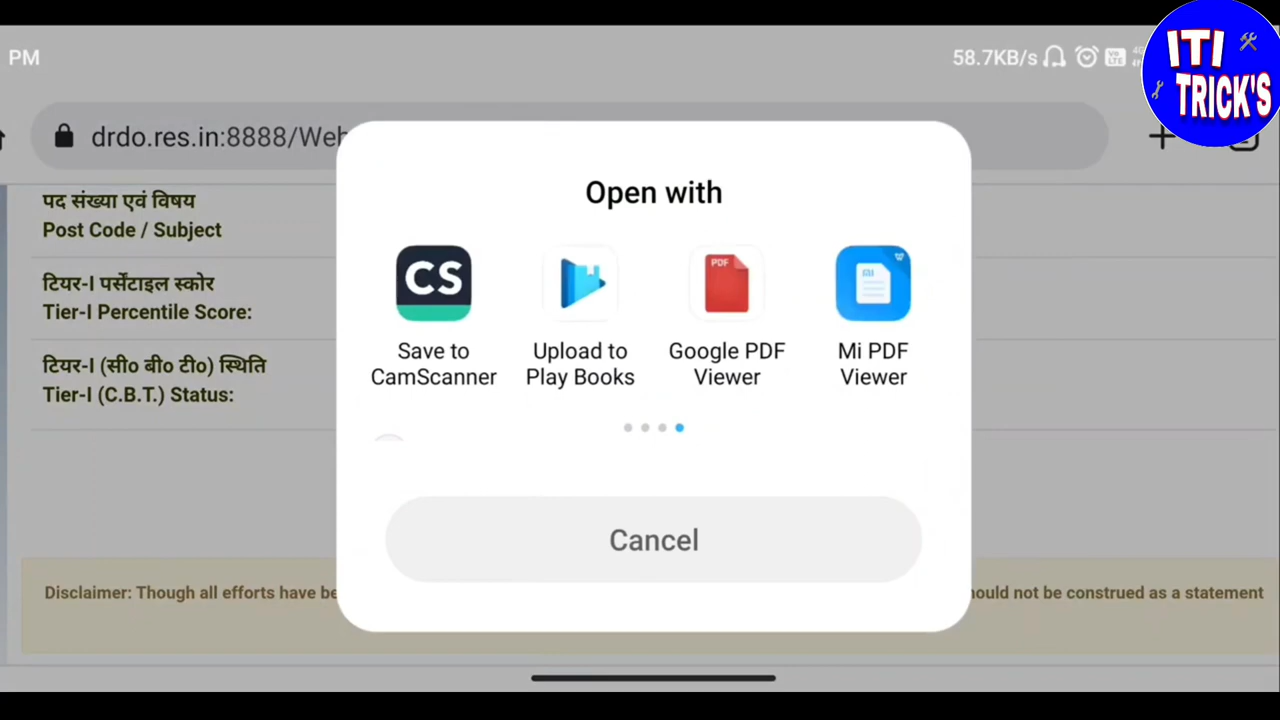 PM
58.7KB/s
ITI
TRICK'S
drdo.res.in:8888/Web
Open with
पद संख्या एवं विषय
Post Code / Subject
टियर-I पर्सेंटाइल स्कोर
Tier-I Percentile Score:
टियर-I (सी० बी० टी०) स्थिति
Tier-I (C.B.T.) Status:
CS
PDF
MI
W
Save to
CamScanner
Upload to
Play Books
Google PDF
Viewer
Mi PDF
Viewer
Cancel
Disclaimer: Though all efforts have be
ould not be construed as a statement